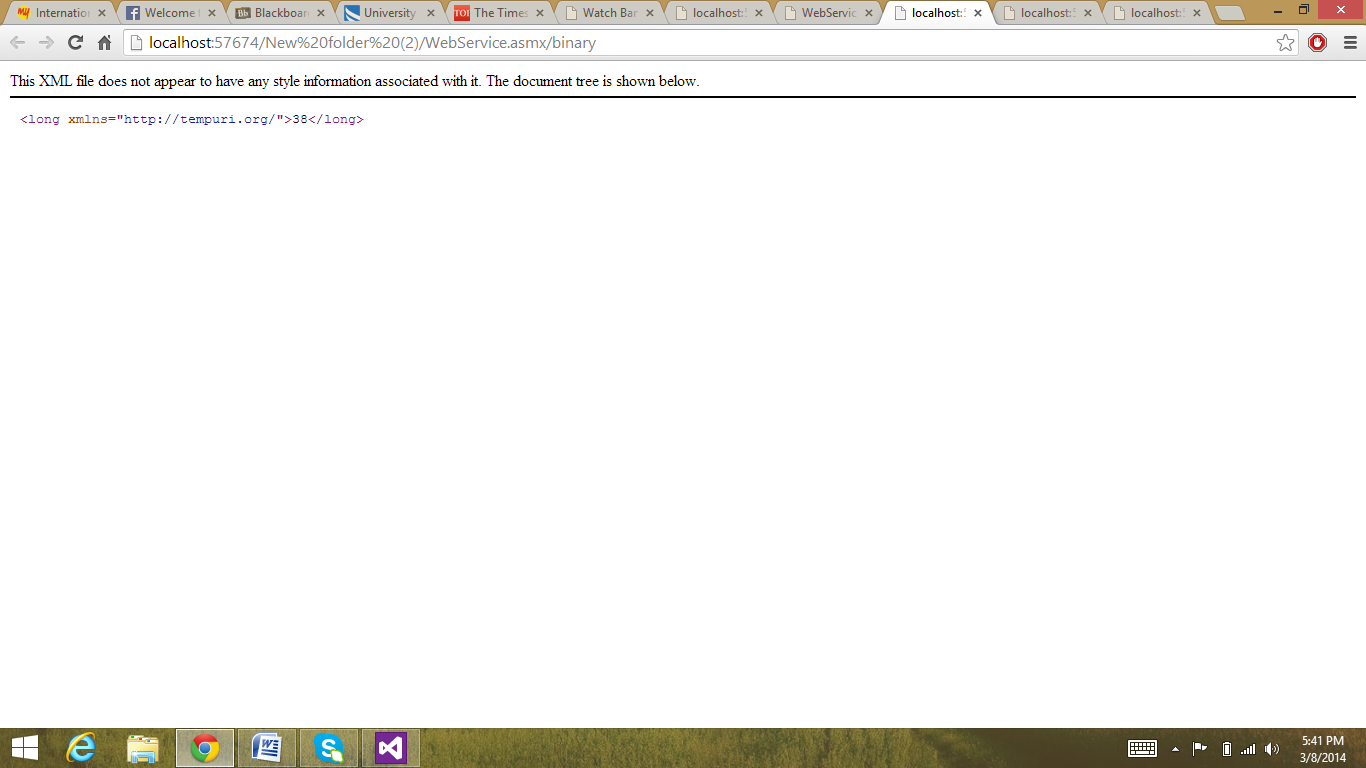 Internation Welcome Blackboar University The Times Watch Bar localhost:5 WebServic localhost:5 localhost:5 localhost:5
localhost:57674/New%20folder%20(2)/WebService.asmx/binary
This XML file does not appear to have any style information associated with it. The document tree is shown below.
<long xmlns="http://tempuri.org/">38</long>
5:41 PM
3/8/2014